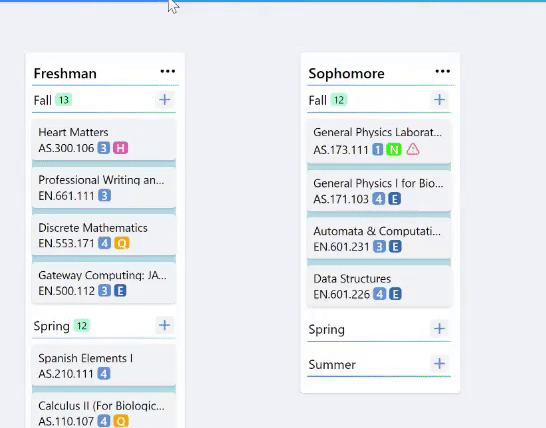 Freshman
Fall 13
Heart Matters
AS.300.106 3 H
Professional Writing an...
EN.661.111 3
Discrete Mathematics
EN.553.171 4 Q
Gateway Computing: JA...
EN.500.112 3 E
Spring 12
Spanish Elements I
AS.210.111 4
Calculus II (For Biologic...
AS.110.107 4 Q
Sophomore
Fall 12
General Physics Laborat...
AS.173.111 1 N
General Physics I for Bio...
AS.171.103 4 E
Automata & Computati...
EN.601.231 3 E
Data Structures
EN.601.226 4 E
Spring
Summer